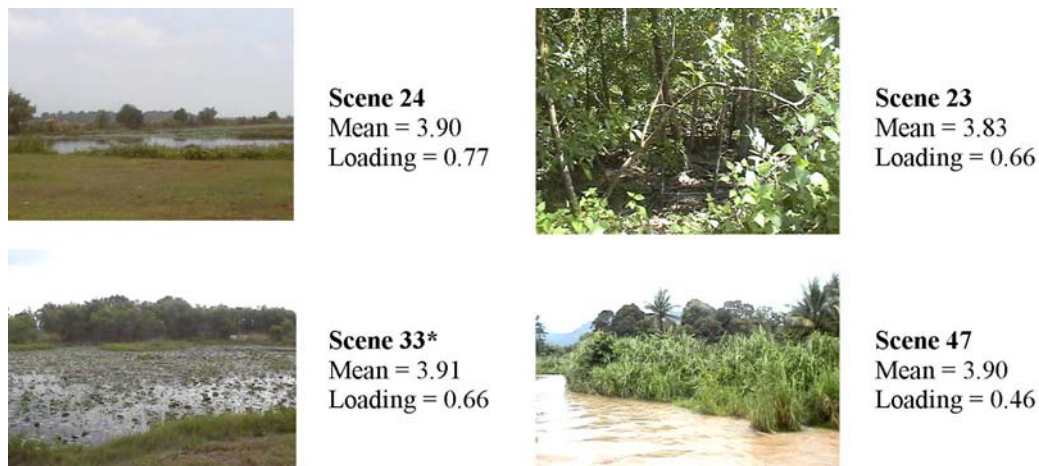 Scene 24
Mean = 3.90
Loading = 0.77
Scene 23
Mean = 3.83
Loading = 0.66
Scene 33*
Mean = 3.91
Loading = 0.66
Scene 47
Mean = 3.90
Loading = 0.46